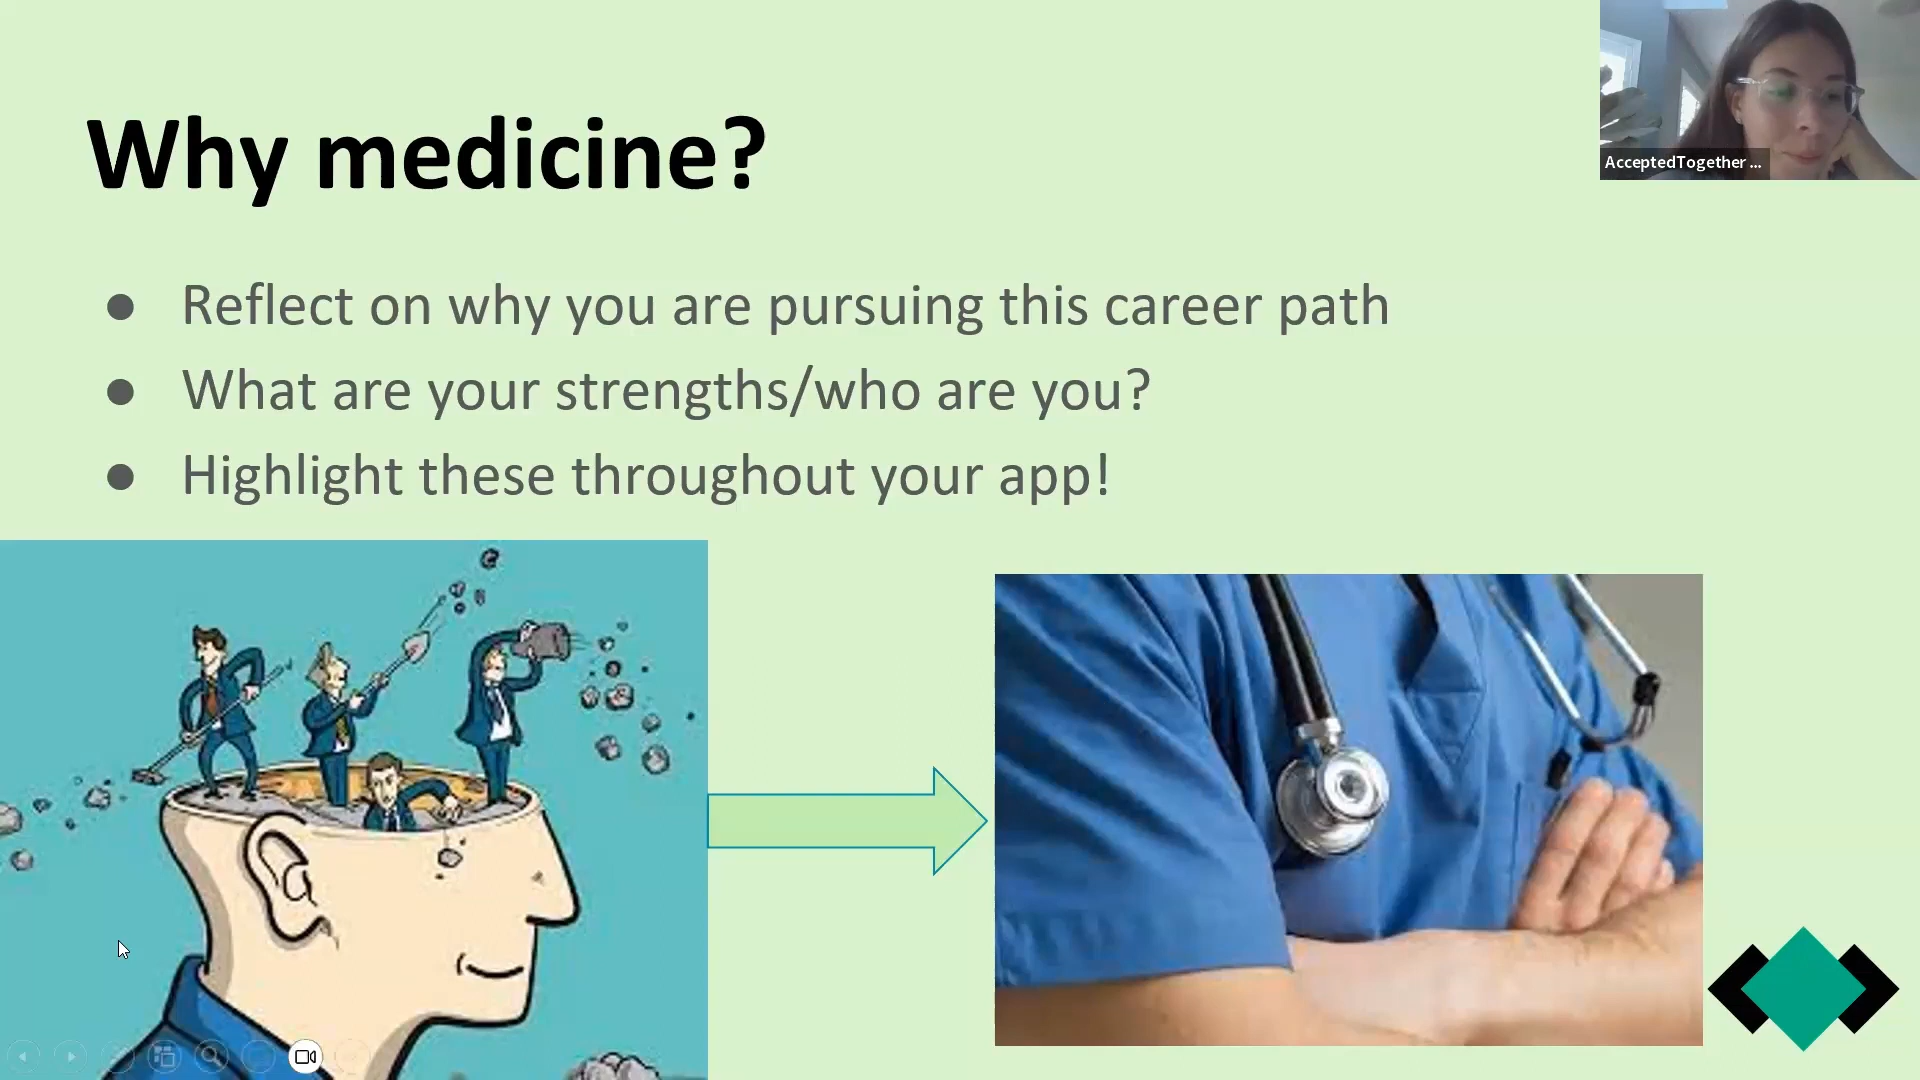 Why medicine?
AcceptedTogether ...
● Reflect on why you are pursuing this career path
● What are your strengths/who are you?
● Highlight these throughout your app!